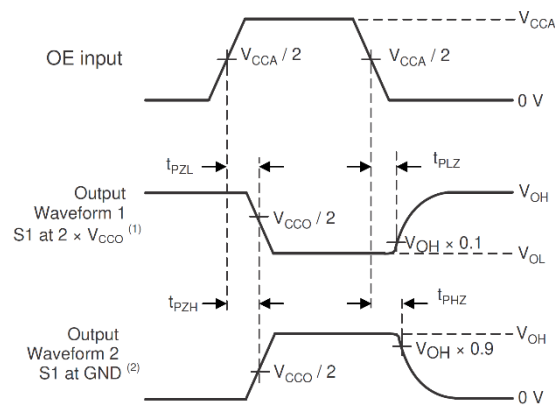 V_CCA
OE input
V_CCA / 2
V_CCA / 2
0 V
t_PZL
t_PLZ
Output
Waveform 1
S1 at 2 × V_CCO (1)
V_OH
V_CCO / 2
V_OH × 0.1
V_OL
t_PZH
t_PHZ
Output
Waveform 2
S1 at GND (2)
V_OH
V_OH × 0.9
V_CCO / 2
0 V